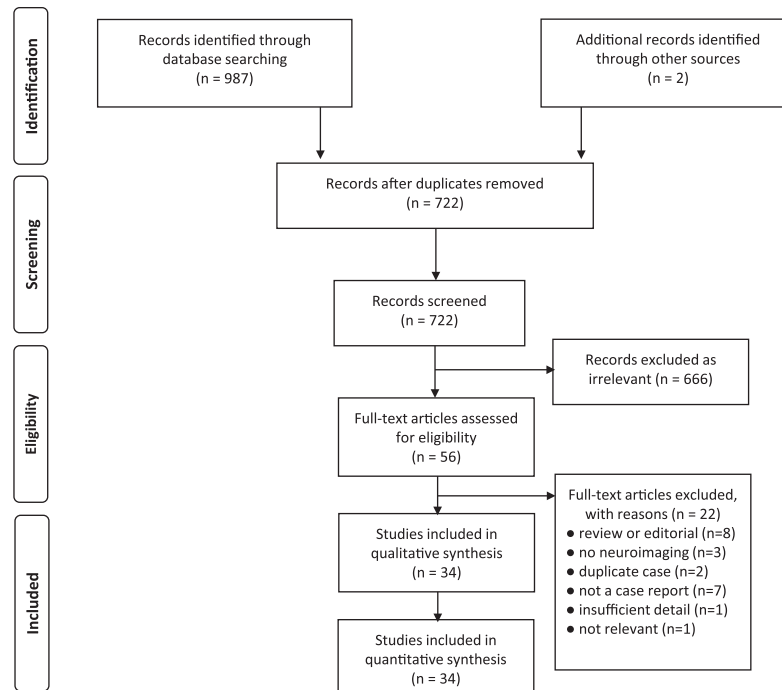 Identification
Records identified through
database searching
(n = 987)
Additional records identified
through other sources
(n = 2)
Records after duplicates removed
(n = 722)
Screening
Records screened
(n = 722)
Records excluded as
irrelevant (n = 666)
Eligibility
Full-text articles assessed
for eligibility
(n = 56)
Full-text articles excluded,
with reasons (n = 22)
● review or editorial (n=8)
● no neuroimaging (n=3)
● duplicate case (n=2)
● not a case report (n=7)
● insufficient detail (n=1)
● not relevant (n=1)
Included
Studies included in
qualitative synthesis
(n = 34)
Studies included in
quantitative synthesis
(n = 34)